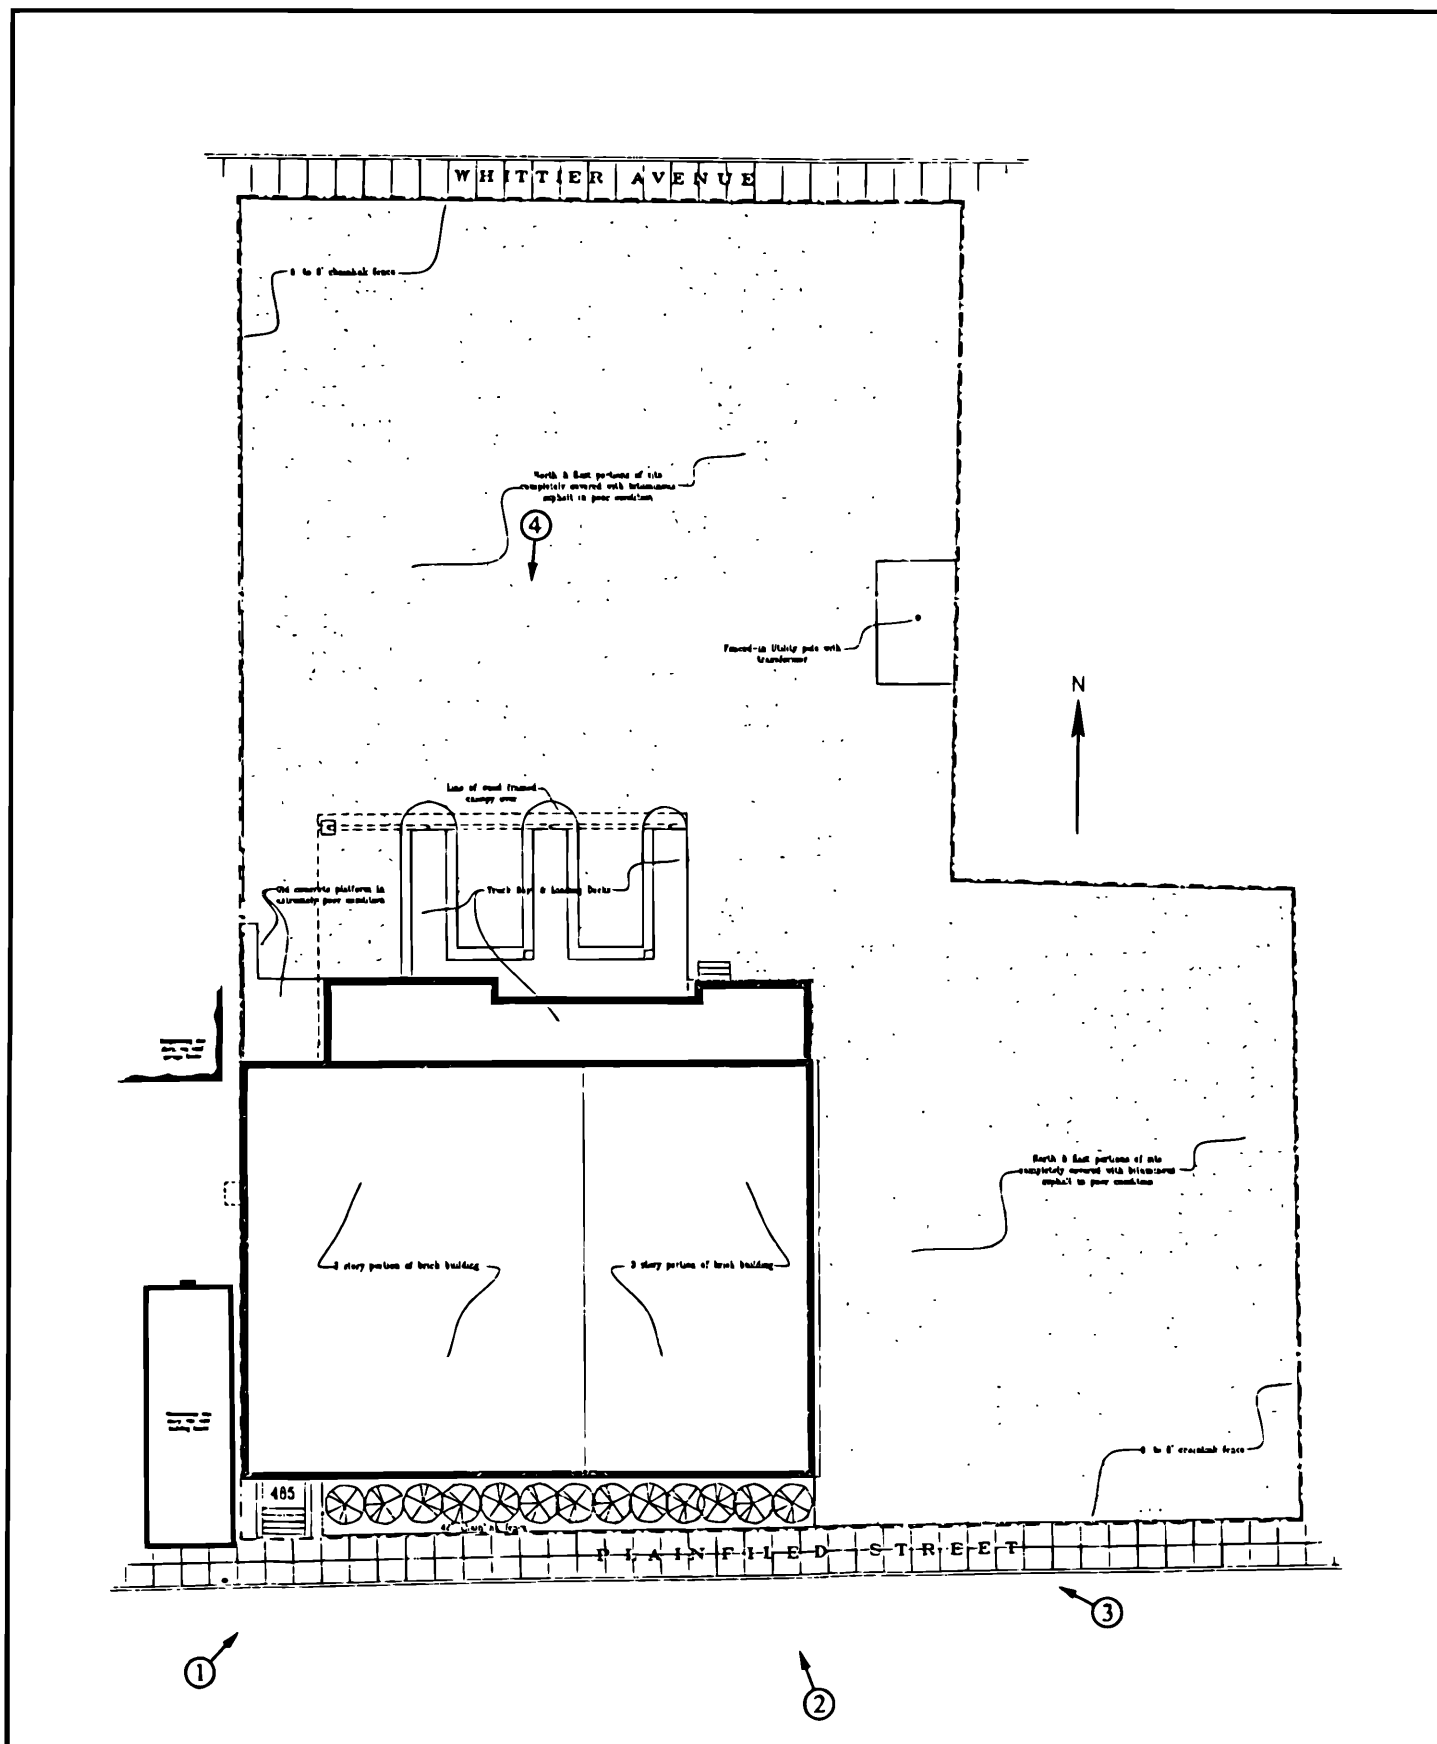 WHITTIER AVENUE
to 8' chainlink fence
North & East portions of site
completely covered with bituminous
asphalt in poor condition
4
Fenced-in Utility pole with
transformer
N
Line of wood framed
canopy over
Old concrete platform in
extremely poor condition
Truck Bays & Loading Docks
North & East portions of site
completely covered with bituminous
asphalt in poor condition
story portion of brick building
3 story portion of brick building
to 8' chainlink fence
485
fence
PLAINFILED STREET
3
1
2